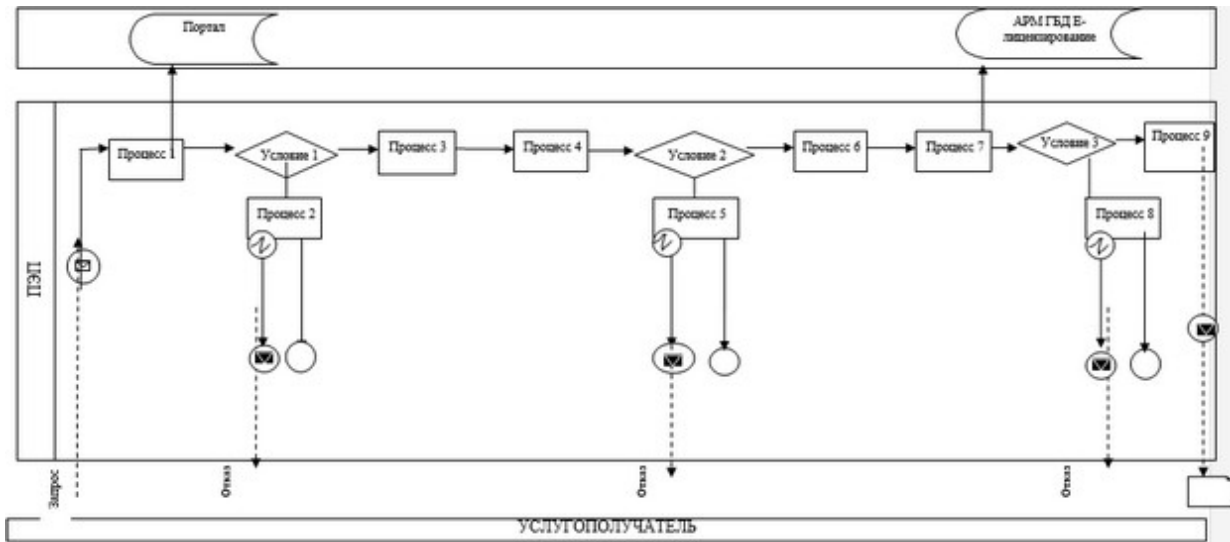 Портал
АРМ ГБД Е-
лицензирование
Процесс 1
Условие 1
Процесс 3
Процесс 4
Условие 2
Процесс 6
Процесс 7
Условие 3
Процесс 9
Процесс 2
Процесс 5
Процесс 8
ПЭП
Запрос
Отказ
Отказ
Отказ
УСЛУГОПОЛУЧАТЕЛЬ